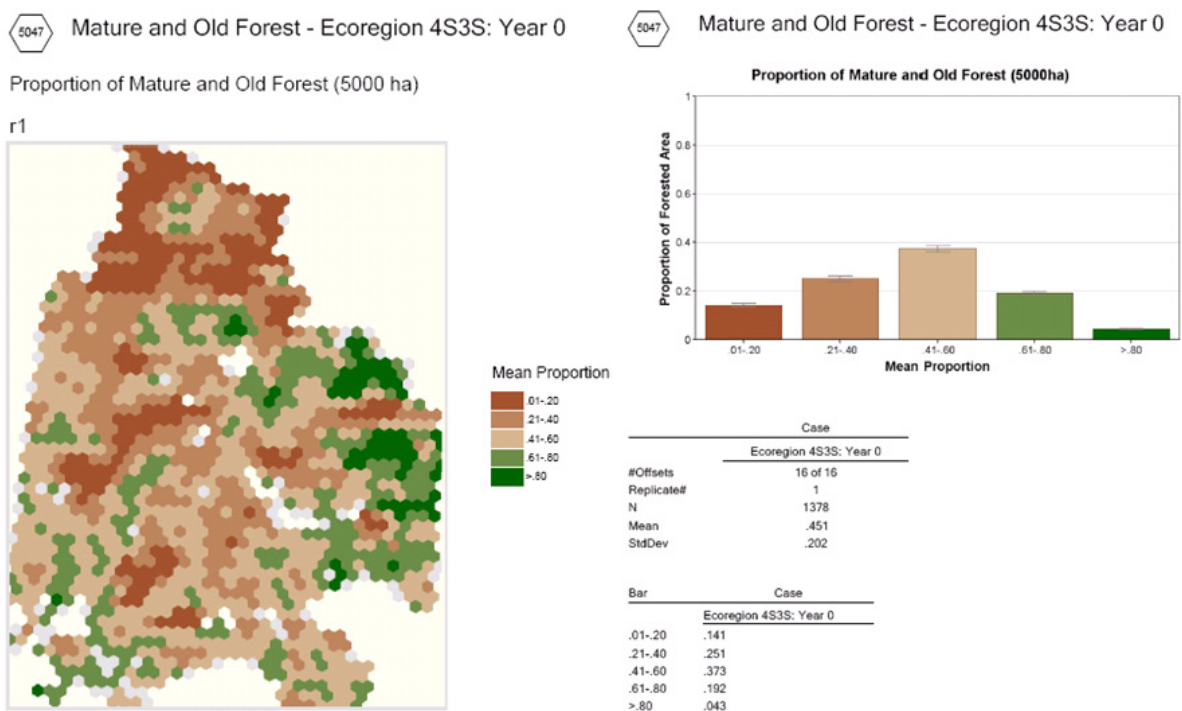 5047
Mature and Old Forest - Ecoregion 4S3S: Year 0
Proportion of Mature and Old Forest (5000 ha)
r1
Mean Proportion
.01-.20
.21-.40
.41-.60
.61-.80
>.80
5047
Mature and Old Forest - Ecoregion 4S3S: Year 0
Proportion of Mature and Old Forest (5000ha)
Proportion of Forested Area
1
0.8
0.6
0.4
0.2
0
.01-.20 .21-.40 .41-.60 .61-.80 >.80
Mean Proportion
Case
Ecoregion 4S3S: Year 0
#Offsets 16 of 16
Replicate# 1
N 1378
Mean .451
StdDev .202
Bar Case
Ecoregion 4S3S: Year 0
.01-.20 .141
.21-.40 .251
.41-.60 .373
.61-.80 .192
>.80 .043